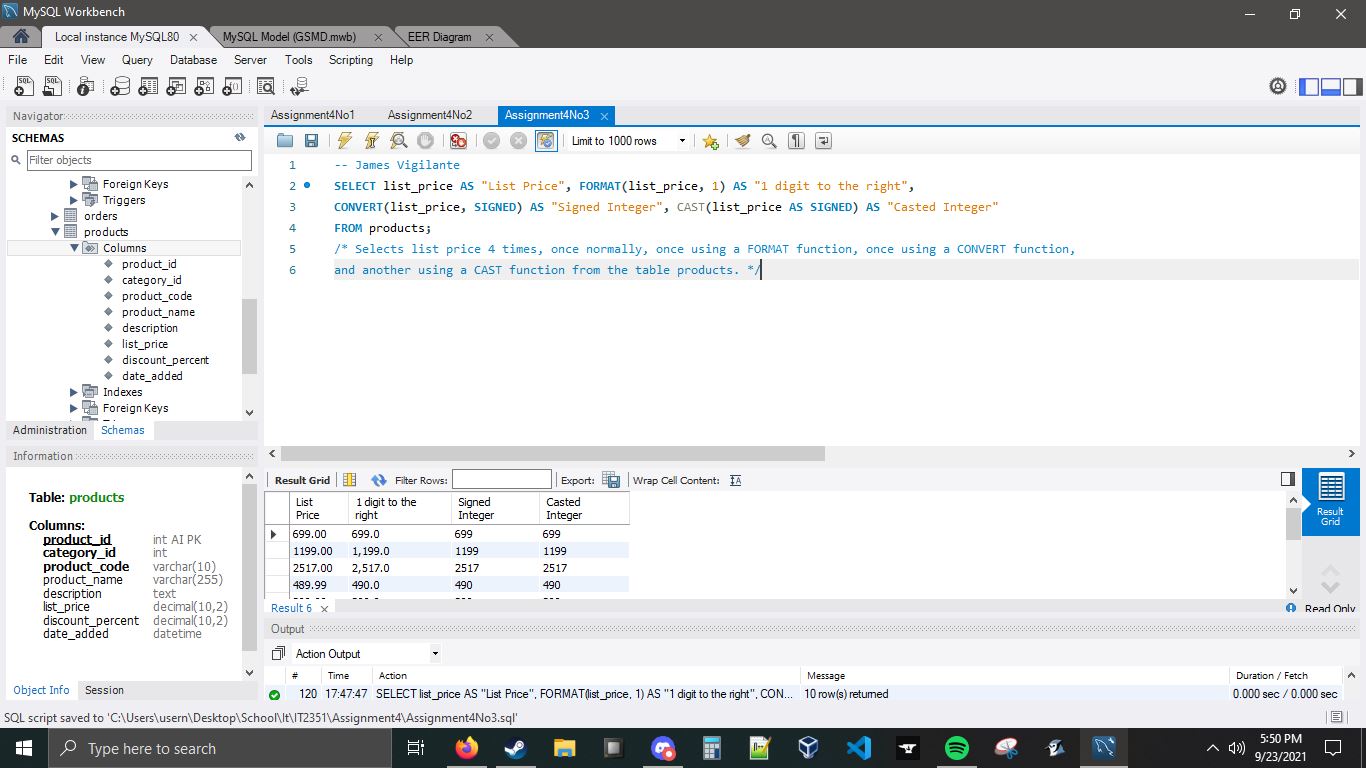 MySQL Workbench
Local instance MySQL80 × MySQL Model (GSMD.mwb) × EER Diagram ×
File Edit View Query Database Server Tools Scripting Help
Navigator
SCHEMAS
Filter objects
Foreign Keys
Triggers
orders
products
Columns
product_id
category_id
product_code
product_name
description
list_price
discount_percent
date_added
Indexes
Foreign Keys
Administration Schemas
Information
Table: products
Columns:
product_id int AI PK
category_id int
product_code varchar(10)
product_name varchar(255)
description text
list_price decimal(10,2)
discount_percent decimal(10,2)
date_added datetime
Object Info Session
Assignment4No1 Assignment4No2 Assignment4No3 ×
Limit to 1000 rows
1 -- James Vigilante
2 SELECT list_price AS "List Price", FORMAT(list_price, 1) AS "1 digit to the right",
3 CONVERT(list_price, SIGNED) AS "Signed Integer", CAST(list_price AS SIGNED) AS "Casted Integer"
4 FROM products;
5 /* Selects list price 4 times, once normally, once using a FORMAT function, once using a CONVERT function,
6 and another using a CAST function from the table products. */
Result Grid Filter Rows: Export: Wrap Cell Content:
List Price 1 digit to the right Signed Integer Casted Integer
699.00 699.0 699 699
1199.00 1,199.0 1199 1199
2517.00 2,517.0 2517 2517
489.99 490.0 490 490
Result Grid
Result 6 × Read Only
Output
Action Output
# Time Action Message Duration / Fetch
120 17:47:47 SELECT list_price AS "List Price", FORMAT(list_price, 1) AS "1 digit to the right", CON... 10 row(s) returned 0.000 sec / 0.000 sec
SQL script saved to 'C:\Users\usern\Desktop\School\It\IT2351\Assignment4\Assignment4No3.sql'
Type here to search
5:50 PM
9/23/2021